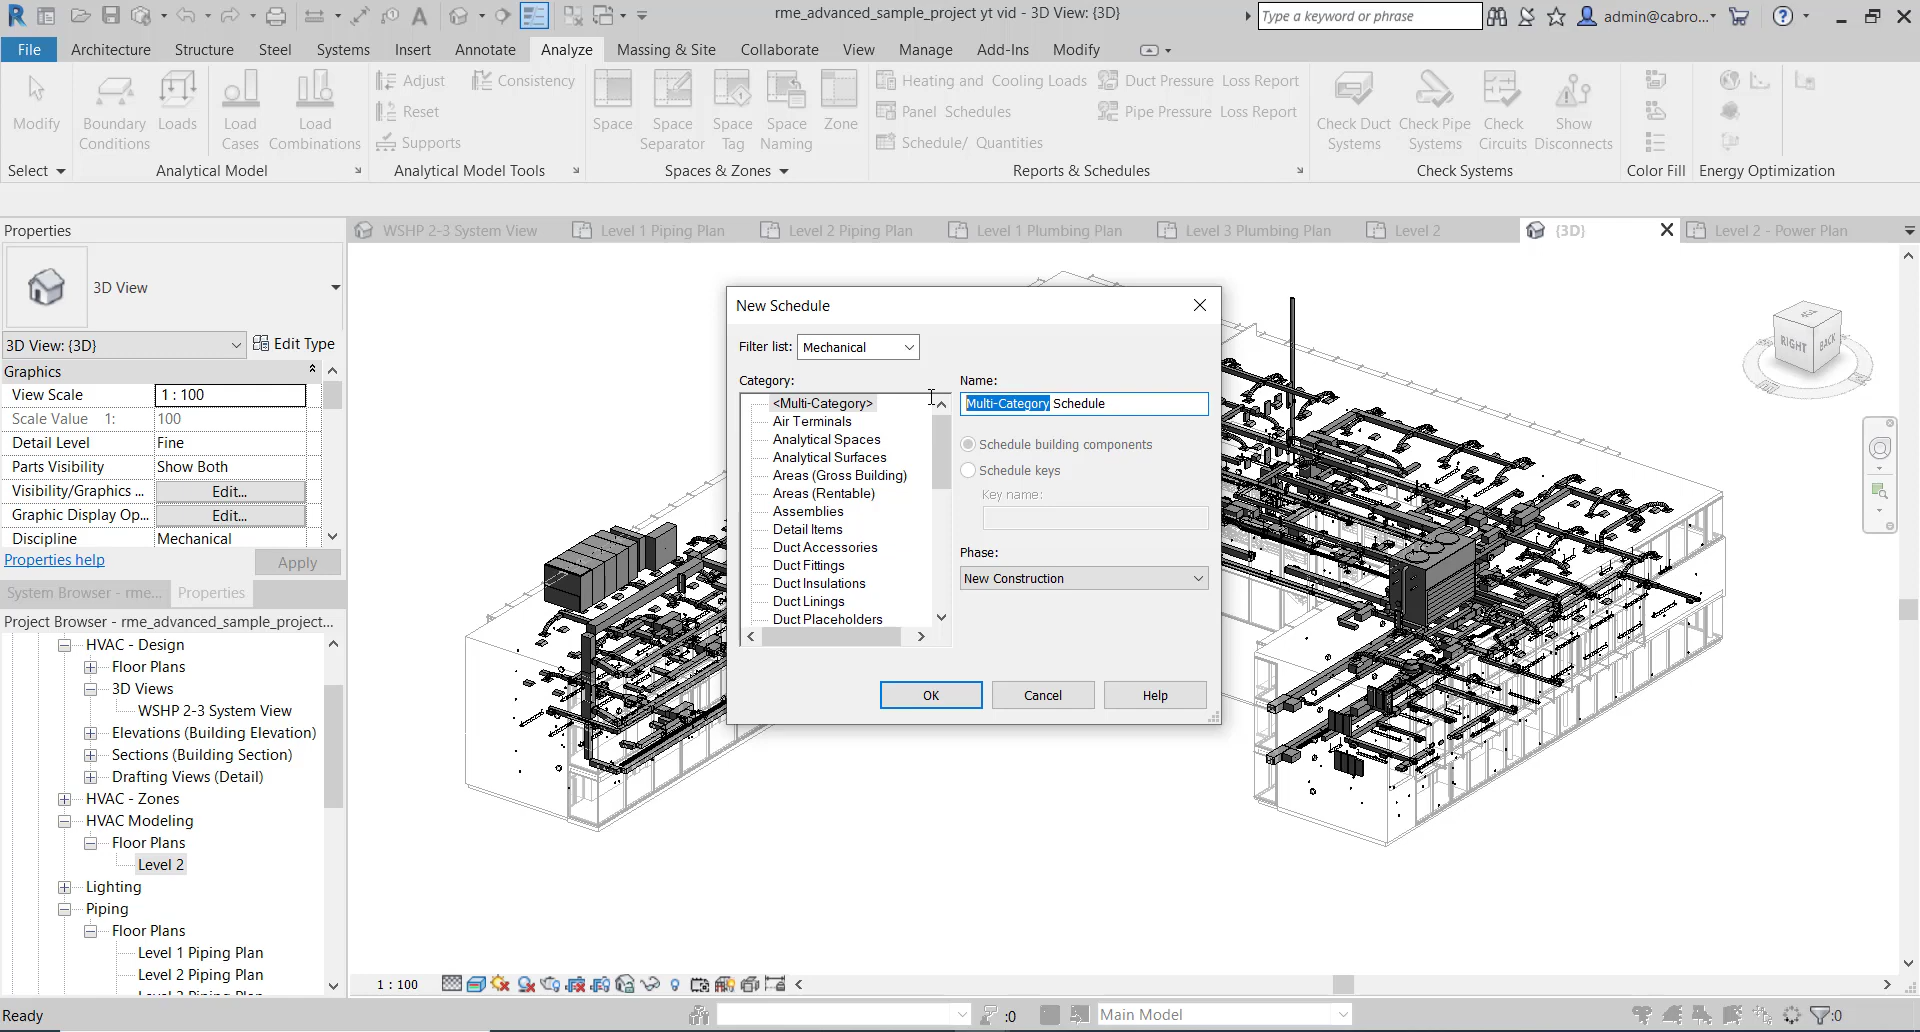 rme_advanced_sample_project yt vid - 3D View: {3D}
Type a keyword or phrase
admin@cabro...
File Architecture Structure Steel Systems Insert Annotate Analyze Massing & Site Collaborate View Manage Add-Ins Modify
Modify
Boundary Conditions
Loads
Load Cases
Load Combinations
Adjust
Reset
Supports
Consistency
Space
Space Separator
Space Tag
Space Naming
Zone
Heating and Cooling Loads
Panel Schedules
Schedule/ Quantities
Duct Pressure Loss Report
Pipe Pressure Loss Report
Check Duct Systems
Check Pipe Systems
Check Circuits
Show Disconnects
Select
Analytical Model
Analytical Model Tools
Spaces & Zones
Reports & Schedules
Check Systems
Color Fill
Energy Optimization
Properties
3D View
3D View: {3D}
Edit Type
Graphics
View Scale 1 : 100
Scale Value 1: 100
Detail Level Fine
Parts Visibility Show Both
Visibility/Graphics ... Edit...
Graphic Display Op... Edit...
Discipline Mechanical
Properties help Apply
System Browser - rme... Properties
Project Browser - rme_advanced_sample_project...
HVAC - Design
Floor Plans
3D Views
WSHP 2-3 System View
Elevations (Building Elevation)
Sections (Building Section)
Drafting Views (Detail)
HVAC - Zones
HVAC Modeling
Floor Plans
Level 2
Lighting
Piping
Floor Plans
Level 1 Piping Plan
Level 2 Piping Plan
WSHP 2-3 System View
Level 1 Piping Plan
Level 2 Piping Plan
Level 1 Plumbing Plan
Level 3 Plumbing Plan
Level 2
{3D}
Level 2 - Power Plan
New Schedule
Filter list: Mechanical
Category:
<Multi-Category>
Air Terminals
Analytical Spaces
Analytical Surfaces
Areas (Gross Building)
Areas (Rentable)
Assemblies
Detail Items
Duct Accessories
Duct Fittings
Duct Insulations
Duct Linings
Duct Placeholders
Name:
Multi-Category Schedule
Schedule building components
Schedule keys
Key name:
Phase:
New Construction
OK
Cancel
Help
RIGHT
BACK
1 : 100
Ready
:0
Main Model
:0